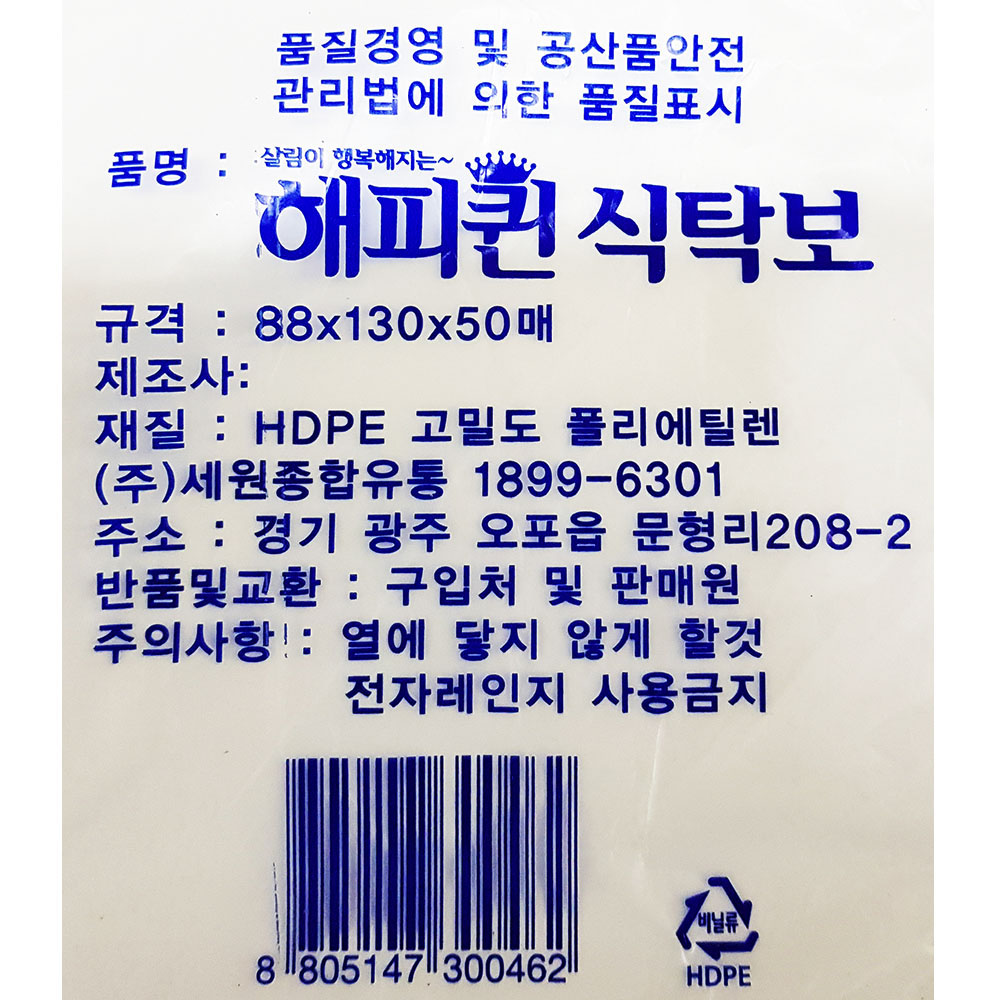 품질경영 및 공산품안전
관리법에 의한 품질표시
품명 : 살림이 행복해지는~
해피퀸 식탁보
규격 : 88x130x50매
제조사:
재질 : HDPE 고밀도 폴리에틸렌
(주)세원종합유통 1899-6301
주소 : 경기 광주 오포읍 문형리208-2
반품및교환 : 구입처 및 판매원
주의사항 : 열에 닿지 않게 할것
전자레인지 사용금지
8 805147 300462
비닐류
HDPE